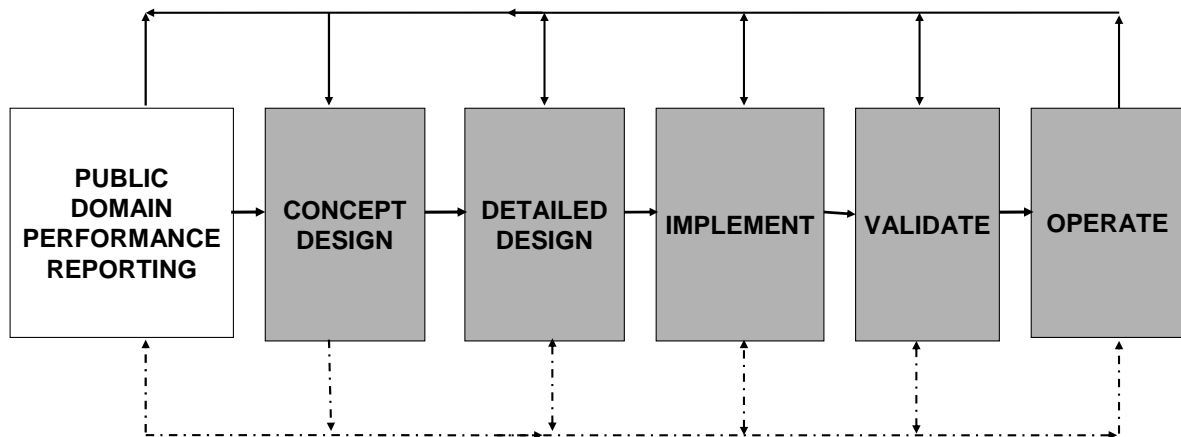 PUBLIC
DOMAIN
PERFORMANCE
REPORTING
CONCEPT
DESIGN
DETAILED
DESIGN
IMPLEMENT
VALIDATE
OPERATE